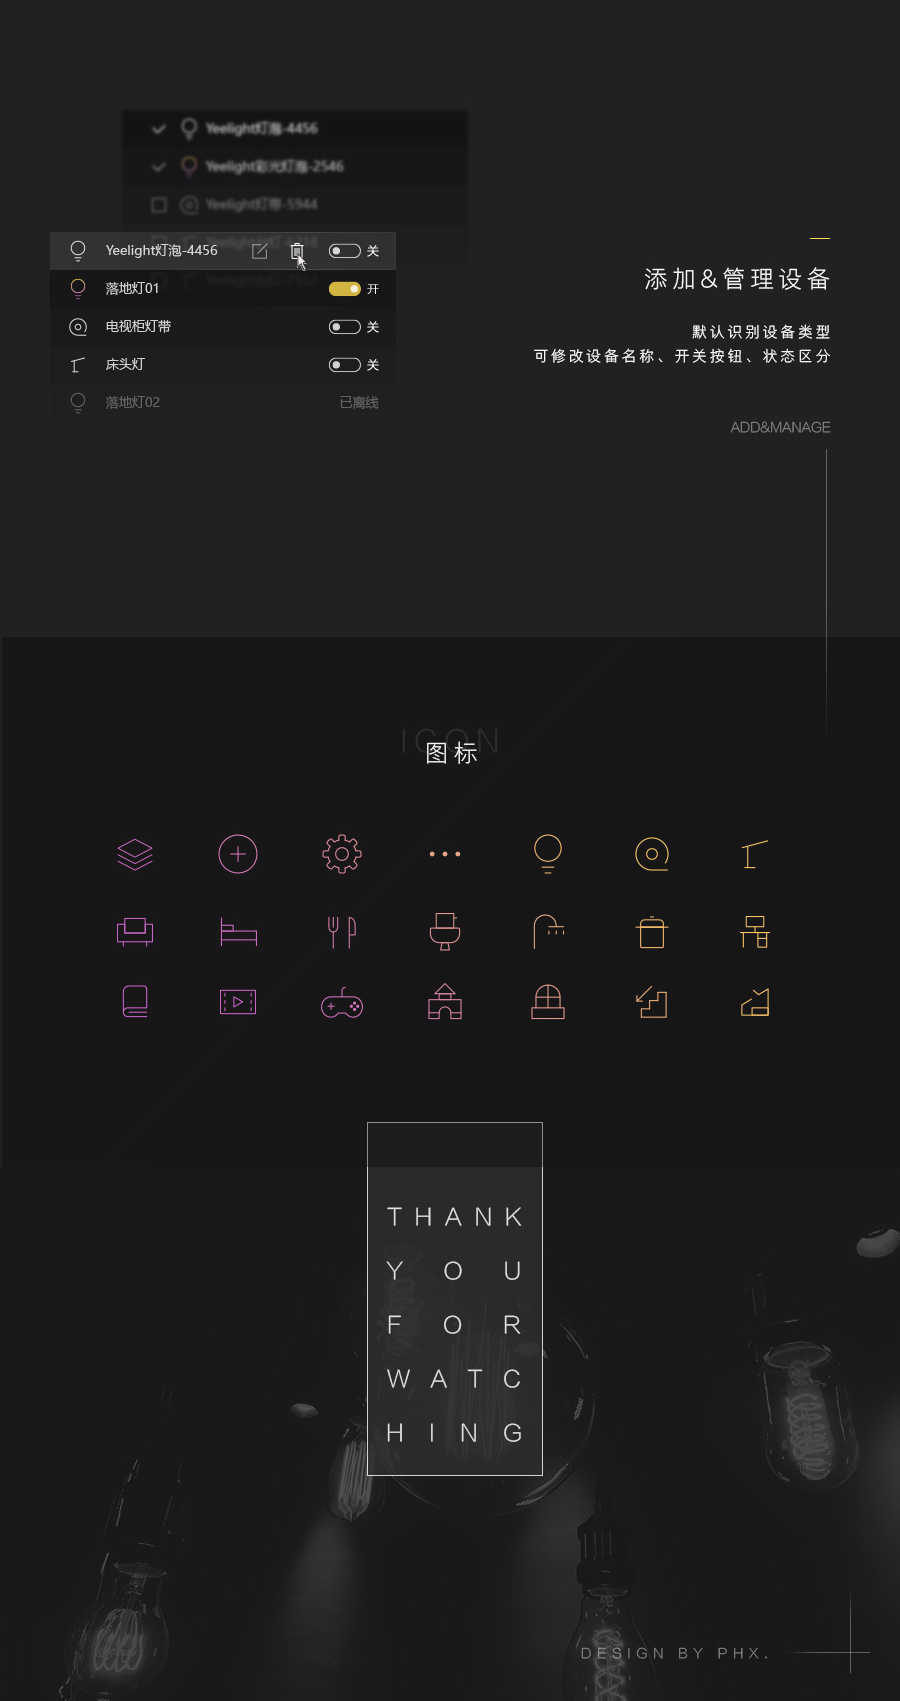 Yeelight灯泡-4456
Yeelight彩光灯泡-2546
Yeelight灯带-5944
Yeelight灯泡-4456 关
落地灯01 开
电视柜灯带 关
床头灯 关
落地灯02 已离线
添加&管理设备
默认识别设备类型
可修改设备名称、开关按钮、状态区分
ADD&MANAGE
ICON
图标
THANK
YOU
FOR
WATC
HING
DESIGN BY PHX.